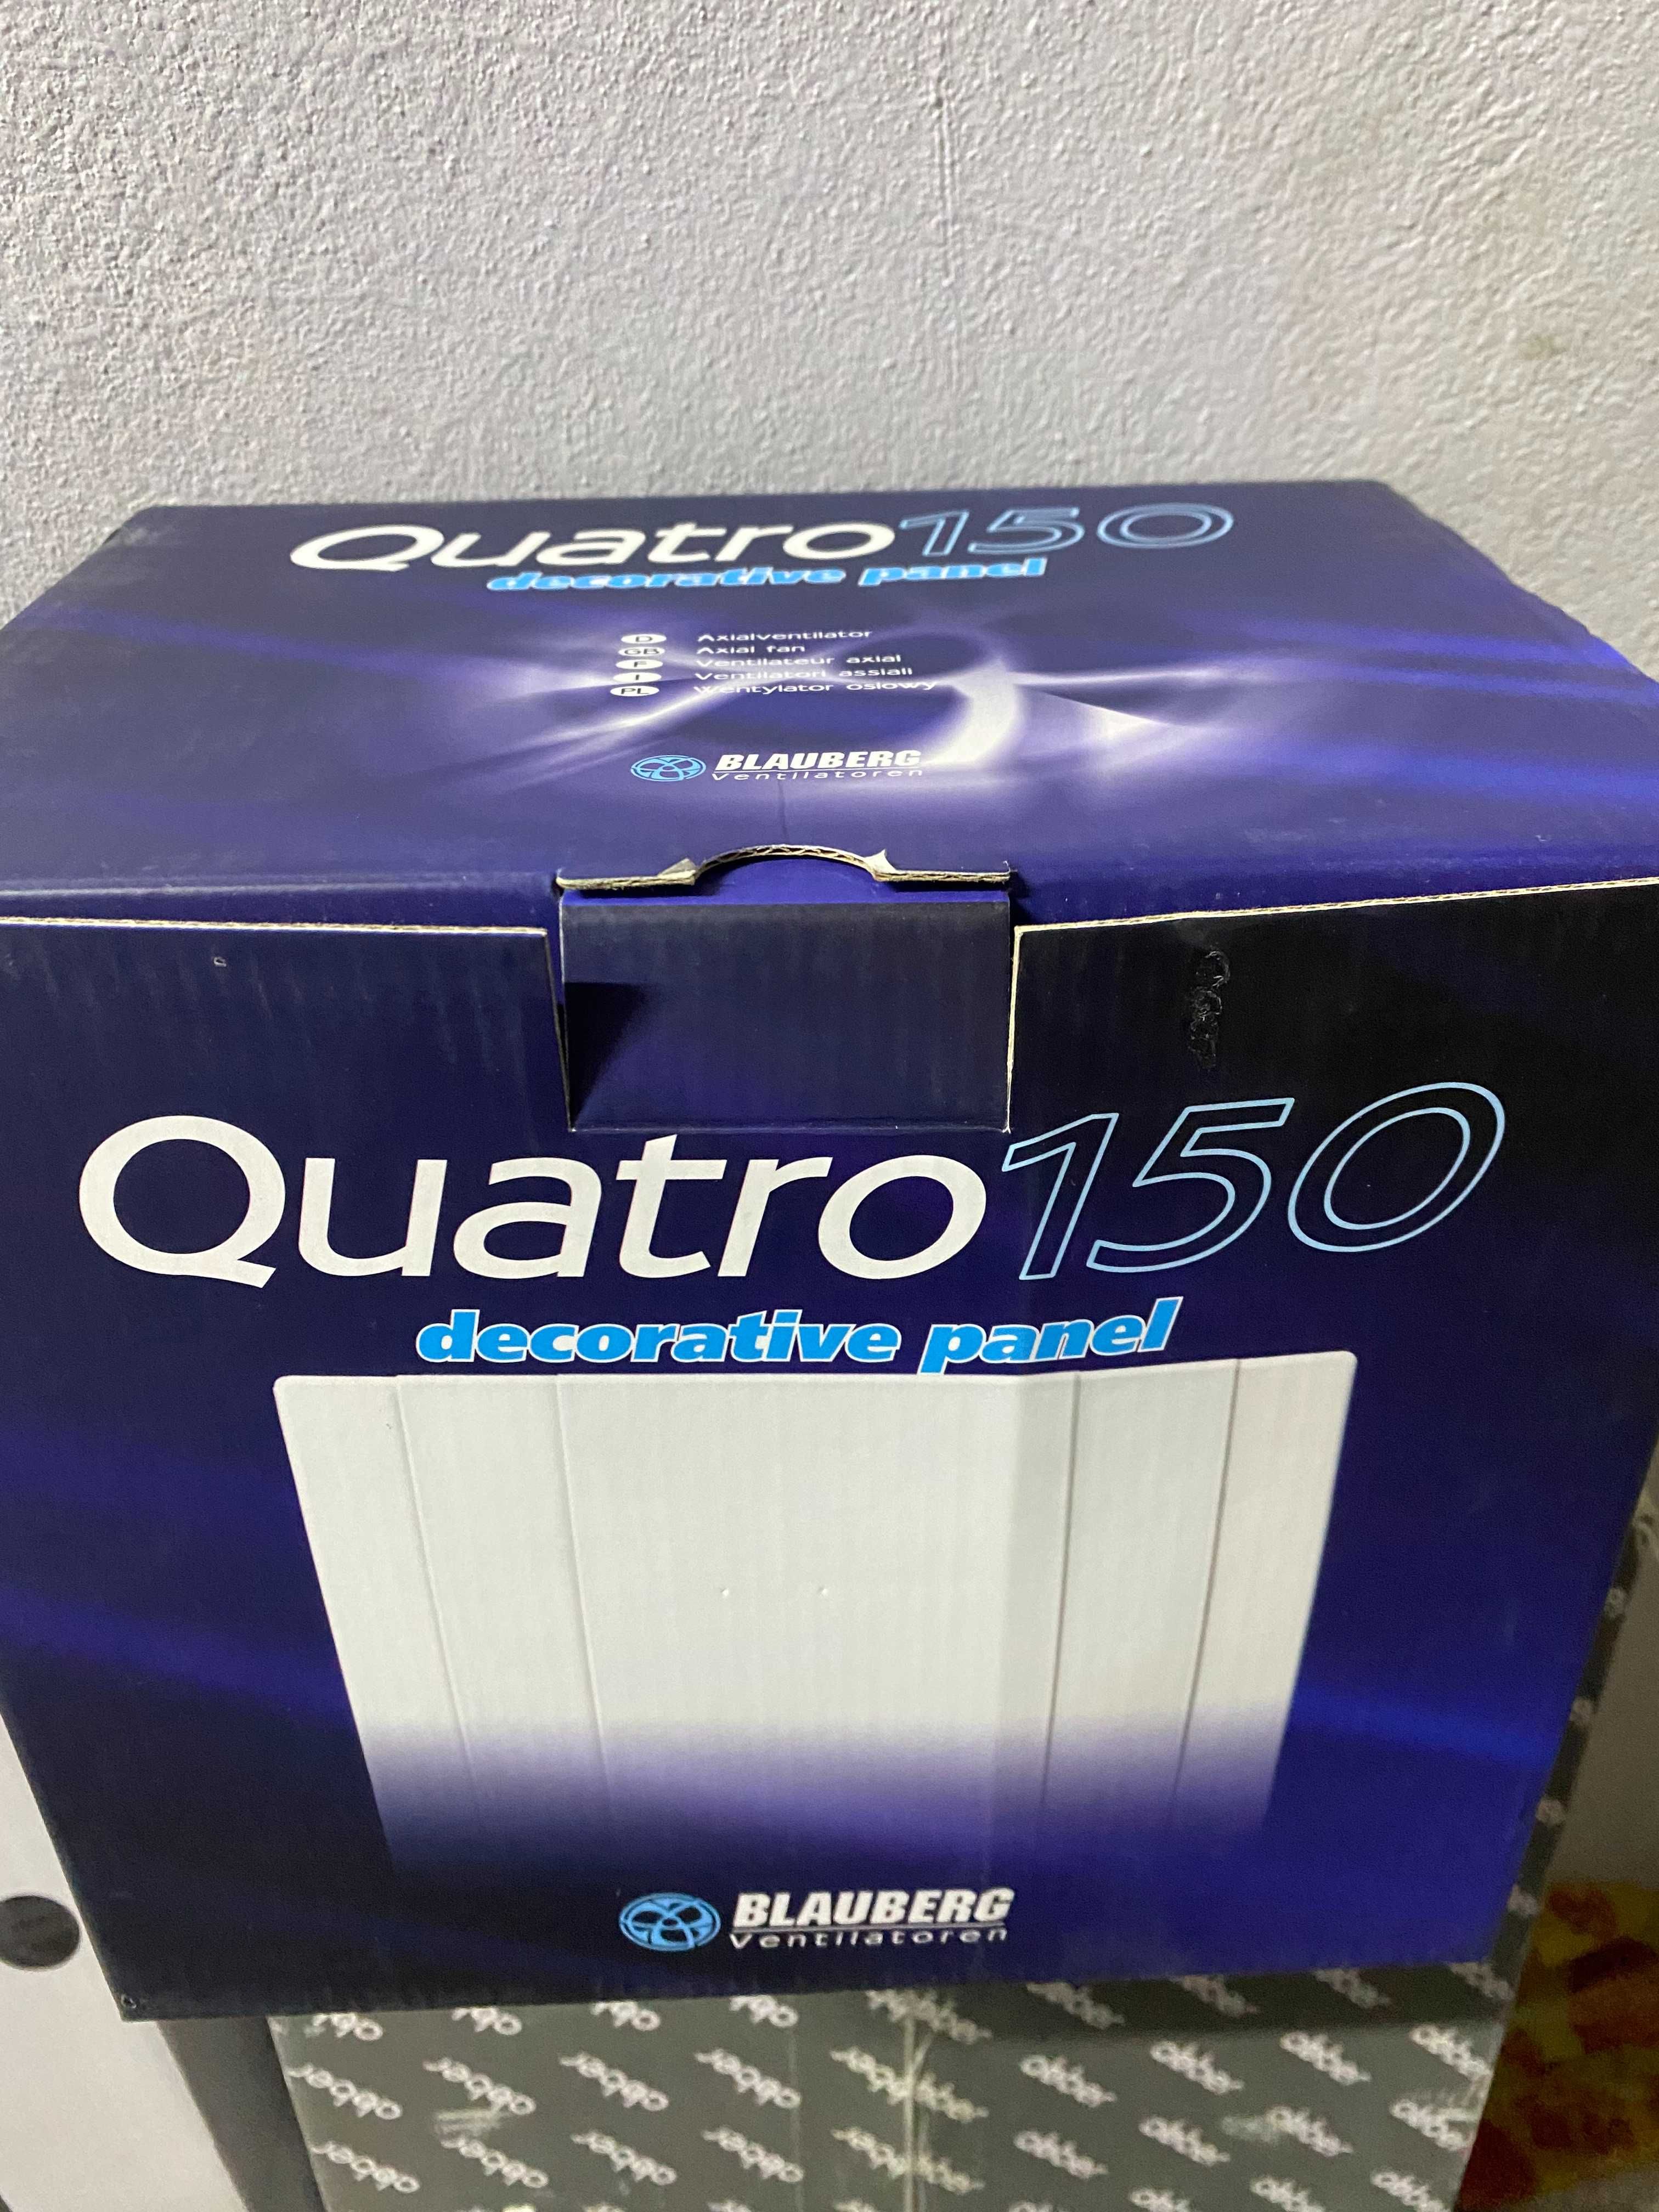 Quatro150
decorative panel
D Axialventilator
GB Axial fan
F Ventilateur axial
I Ventilatori assiali
PL Wentylator osiowy
BLAUBERG
Ventilatoren
Quatro150
decorative panel
BLAUBERG
Ventilatoren